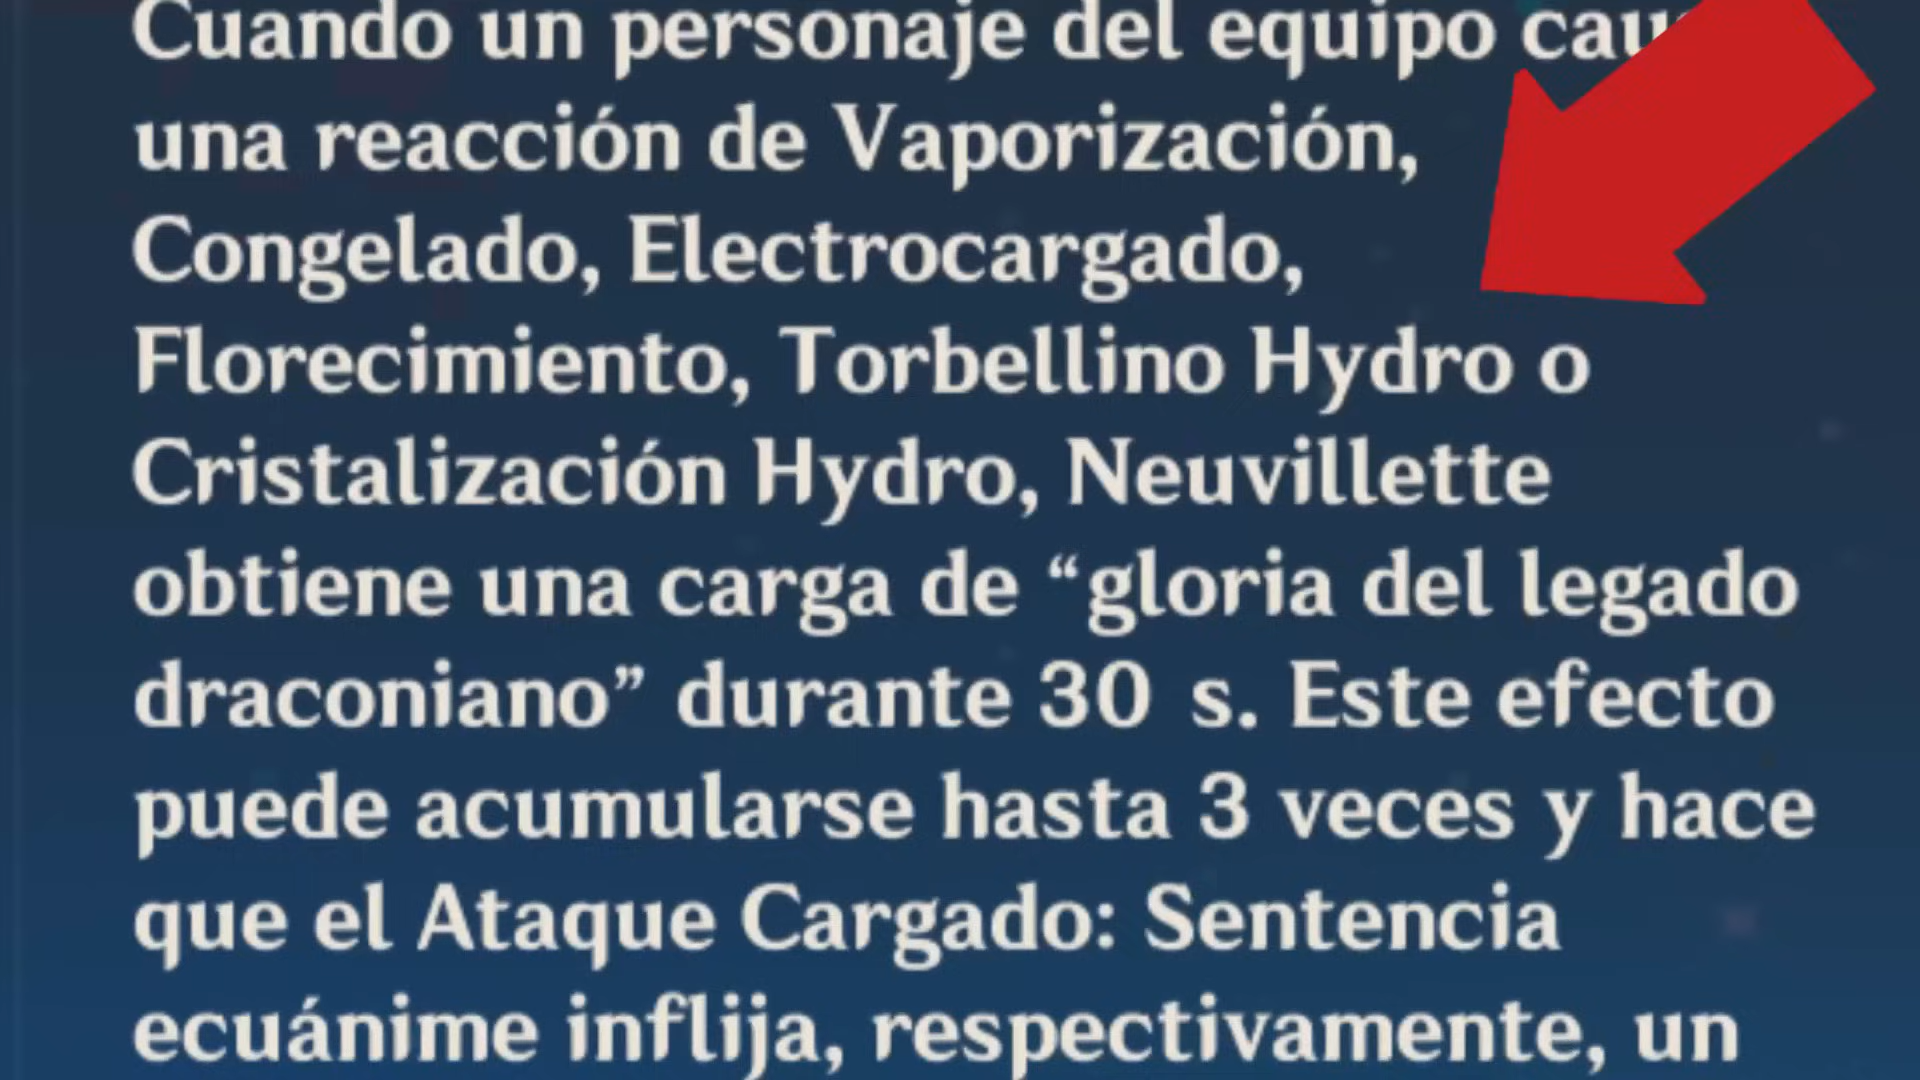 Cuando un personaje del equipo
una reacción de Vaporización,
Congelado, Electrocargado,
Florecimiento, Torbellino Hydro o
Cristalización Hydro, Neuvillette
obtiene una carga de “gloria del legado
draconiano” durante 30 s. Este efecto
puede acumularse hasta 3 veces y hace
que el Ataque Cargado: Sentencia
ecuánime inflija, respectivamente, un